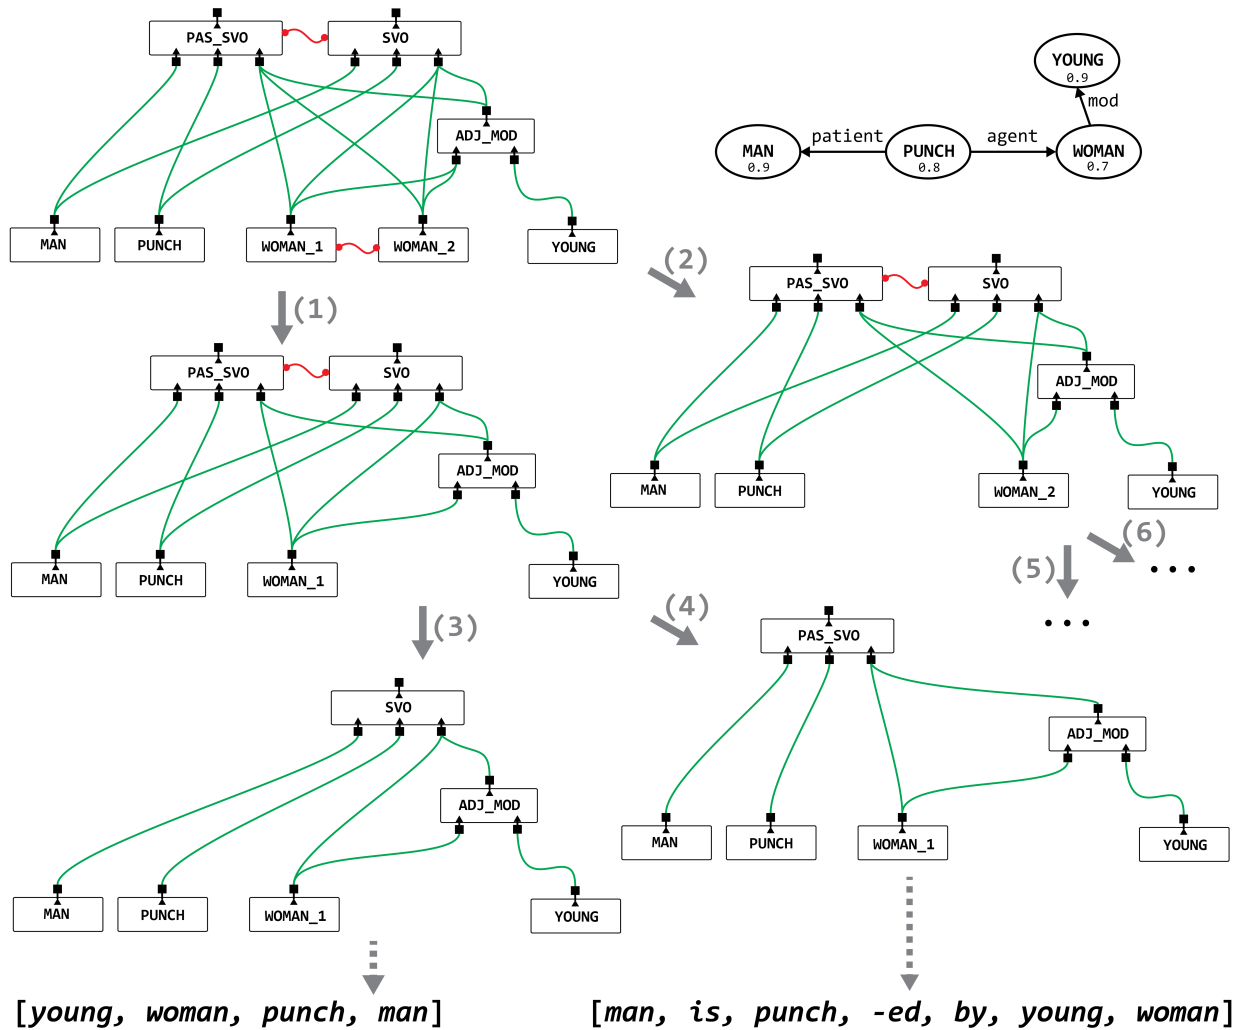 PAS_SVO SVO
ADJ_MOD
MAN PUNCH WOMAN_1 WOMAN_2 YOUNG
YOUNG
0.9
mod
patient agent
MAN PUNCH WOMAN
0.9 0.8 0.7
(1)
(2)
PAS_SVO SVO
ADJ_MOD
MAN PUNCH WOMAN_1 YOUNG
PAS_SVO SVO
ADJ_MOD
MAN PUNCH WOMAN_2 YOUNG
(3)
(4)
(5)
...
(6)
...
SVO
ADJ_MOD
MAN PUNCH WOMAN_1 YOUNG
PAS_SVO
ADJ_MOD
MAN PUNCH WOMAN_1 YOUNG
[young, woman, punch, man]
[man, is, punch, -ed, by, young, woman]